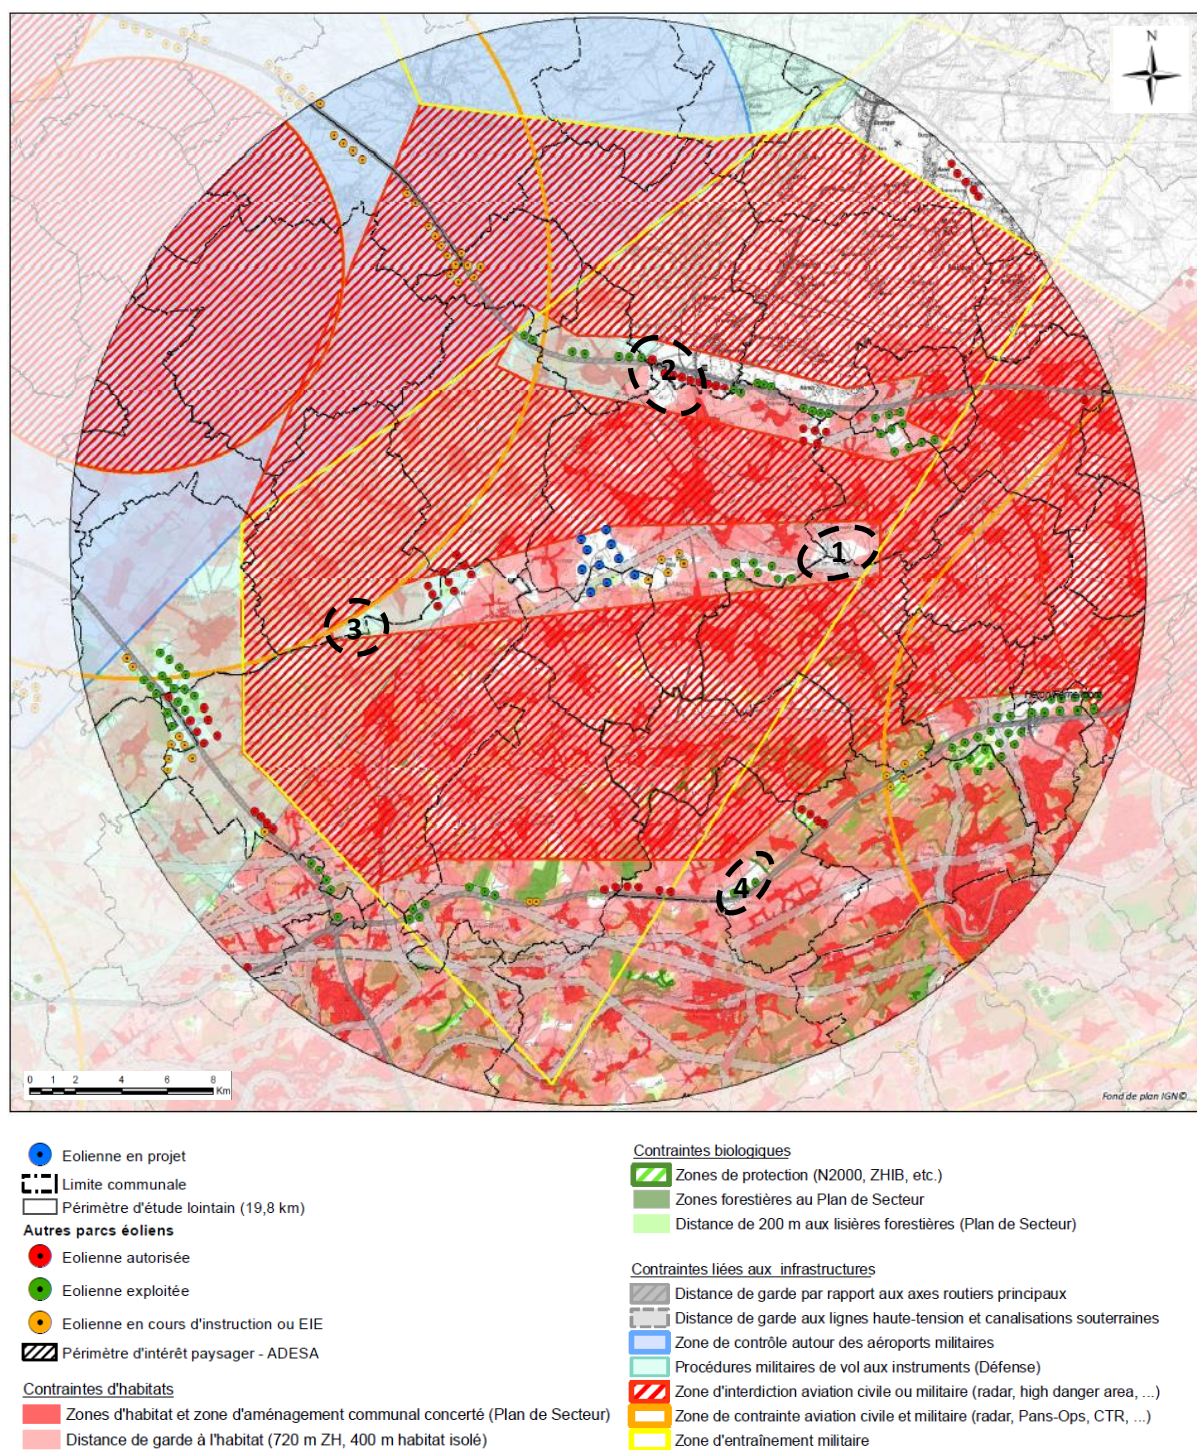 N
2
1
3
4
0 1 2 4 6 8
Km
Fond de plan IGN©
Eolienne en projet
Limite communale
Périmètre d'étude lointain (19,8 km)
Autres parcs éoliens
Eolienne autorisée
Eolienne exploitée
Eolienne en cours d'instruction ou EIE
Périmètre d'intérêt paysager - ADESA
Contraintes d'habitats
Zones d'habitat et zone d'aménagement communal concerté (Plan de Secteur)
Distance de garde à l'habitat (720 m ZH, 400 m habitat isolé)
Contraintes biologiques
Zones de protection (N2000, ZHIB, etc.)
Zones forestières au Plan de Secteur
Distance de 200 m aux lisières forestières (Plan de Secteur)
Contraintes liées aux infrastructures
Distance de garde par rapport aux axes routiers principaux
Distance de garde aux lignes haute-tension et canalisations souterraines
Zone de contrôle autour des aéroports militaires
Procédures militaires de vol aux instruments (Défense)
Zone d'interdiction aviation civile ou militaire (radar, high danger area, ...)
Zone de contrainte aviation civile et militaire (radar, Pans-Ops, CTR, ...)
Zone d'entraînement militaire